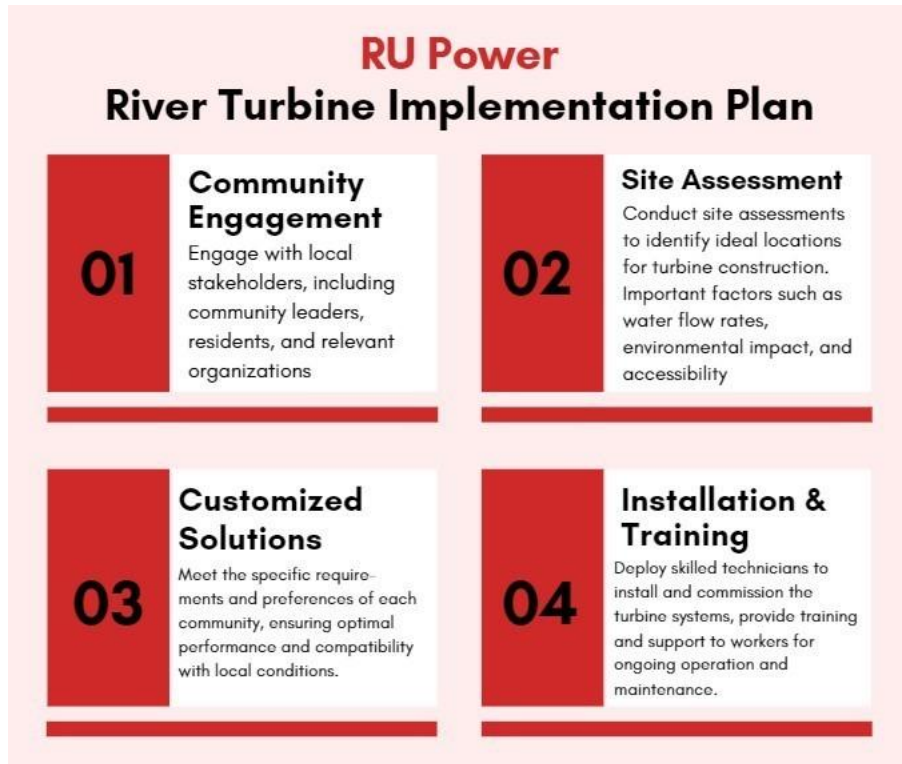 RU Power
River Turbine Implementation Plan
01
Community
Engagement
Engage with local
stakeholders, including
community leaders,
residents, and relevant
organizations
02
Site Assessment
Conduct site assessments
to identify ideal locations
for turbine construction.
Important factors such as
water flow rates,
environmental impact, and
accessibility
03
Customized
Solutions
Meet the specific require-
ments and preferences of each
community, ensuring optimal
performance and compatibility
with local conditions.
04
Installation &
Training
Deploy skilled technicians to
install and commission the
turbine systems, provide training
and support to workers for
ongoing operation and
maintenance.